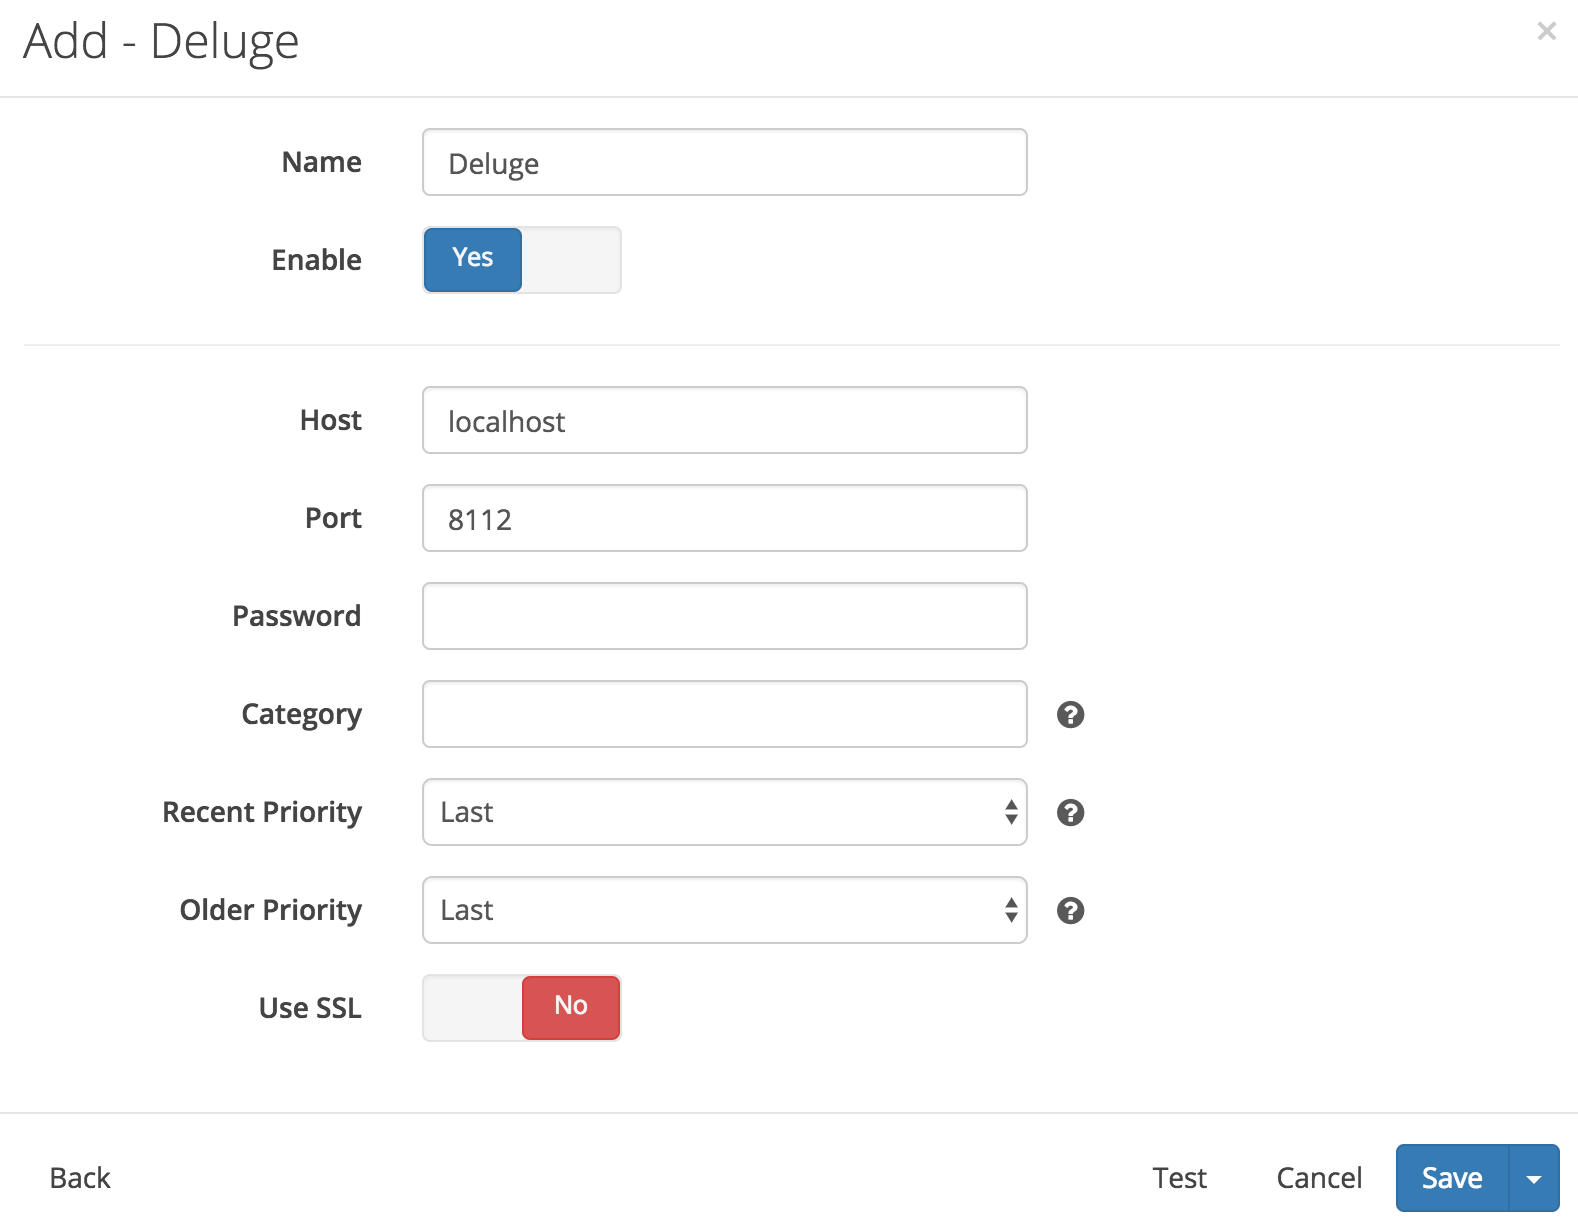 Add - Deluge
×
Name Deluge
Enable Yes
Host localhost
Port 8112
Password
Category ?
Recent Priority Last ?
Older Priority Last ?
Use SSL No
Back Test Cancel Save